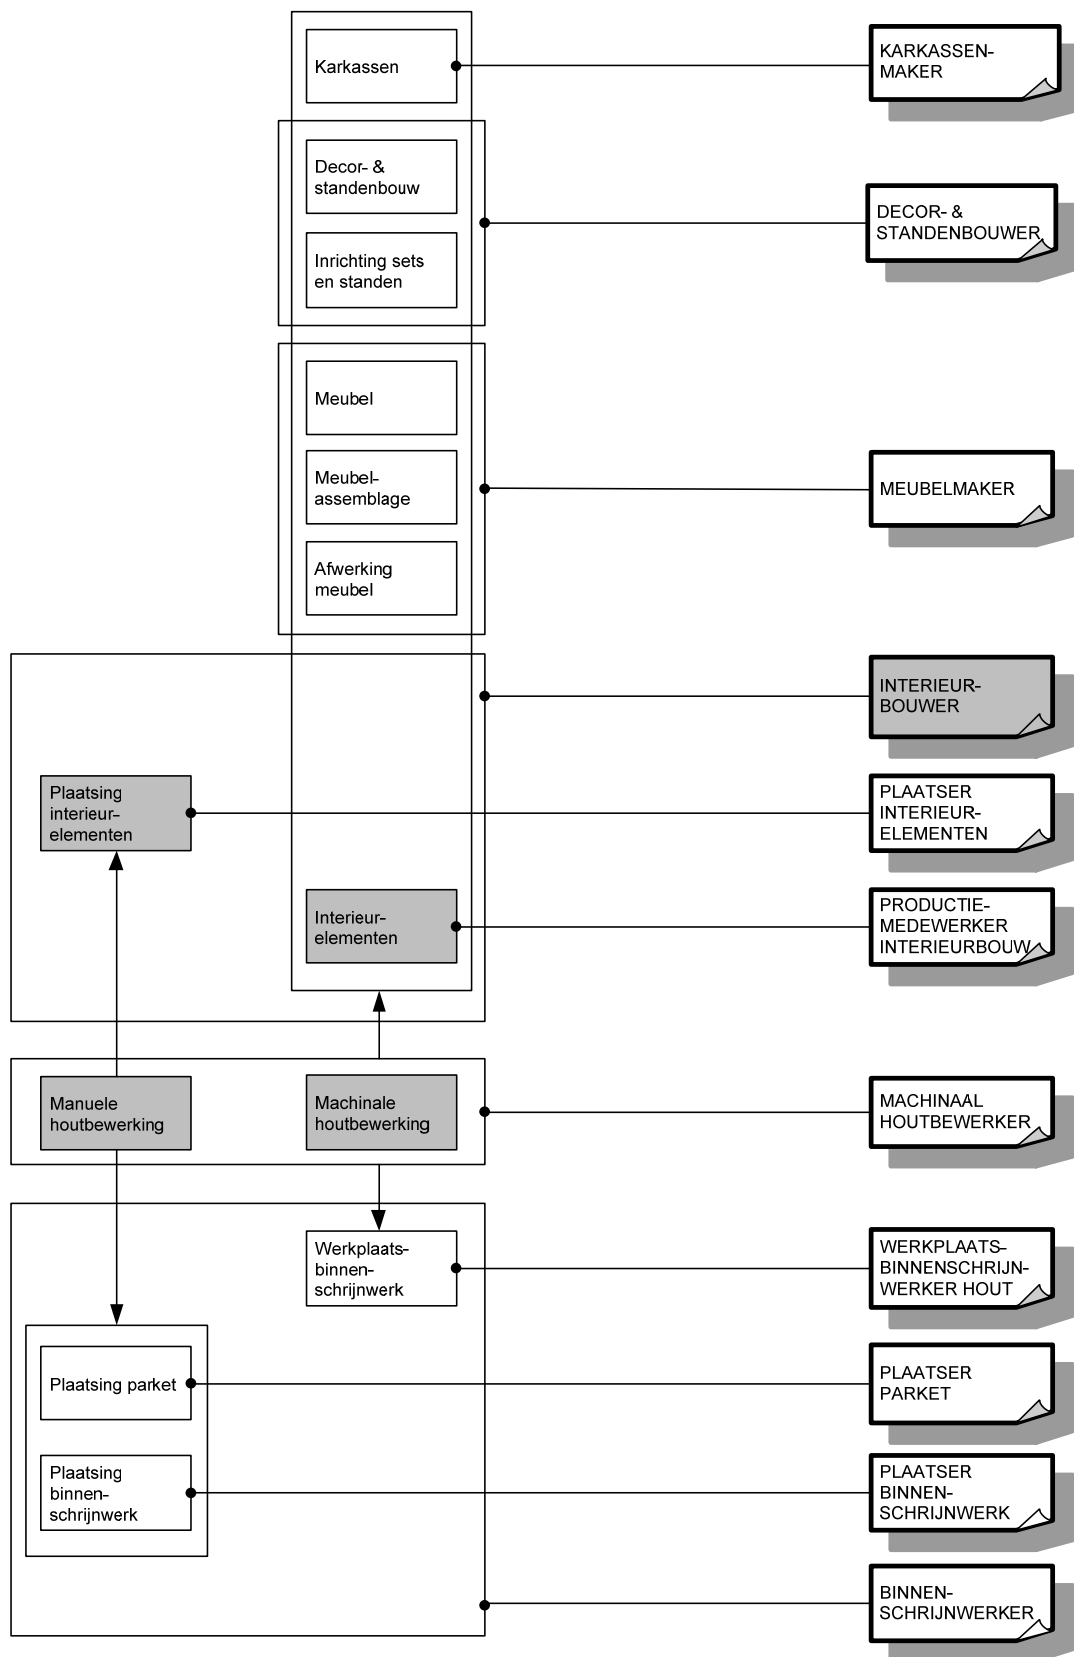 Karkassen
KARKASSEN-
MAKER
Decor- &
standenbouw
DECOR- &
STANDENBOUWER
Inrichting sets
en standen
Meubel
Meubel-
assemblage
MEUBELMAKER
Afwerking
meubel
INTERIEUR-
BOUWER
Plaatsing
interieur-
elementen
PLAATSER
INTERIEUR-
ELEMENTEN
Interieur-
elementen
PRODUCTIE-
MEDEWERKER
INTERIEURBOUW
Manuele
houtbewerking
Machinale
houtbewerking
MACHINAAL
HOUTBEWERKER
Werkplaats-
binnen-
schrijnwerk
WERKPLAATS-
BINNENSCHRIJN-
WERKER HOUT
Plaatsing parket
PLAATSER
PARKET
Plaatsing
binnen-
schrijnwerk
PLAATSER
BINNEN-
SCHRIJNWERK
BINNEN-
SCHRIJNWERKER